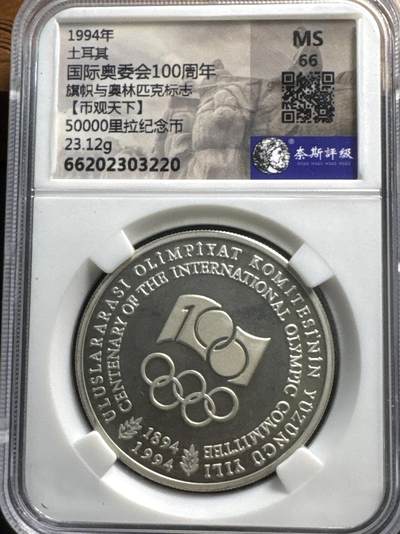 1994年
土耳其
国际奥委会100周年
旗帜与奥林匹克标志
【币观天下】
50000里拉纪念币
23.12g
66202303220
MS
66
奈斯评級
ULUSLARARASI OLİMPİYAT KOMİTESİ'NİN YÜZÜNCÜ YILI
CENTENARY OF THE INTERNATIONAL OLYMPIC COMMITTEE
100
1894
1994